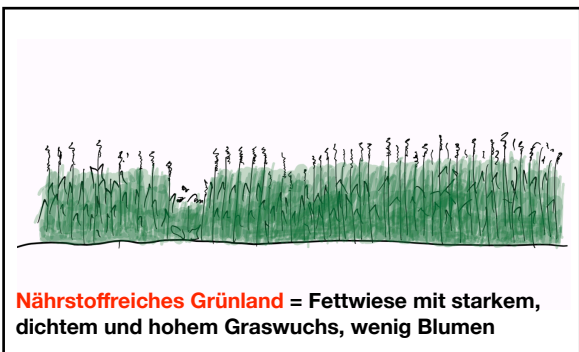 Nährstoffreiches Grünland = Fettwiese mit starkem,
dichtem und hohem Graswuchs, wenig Blumen